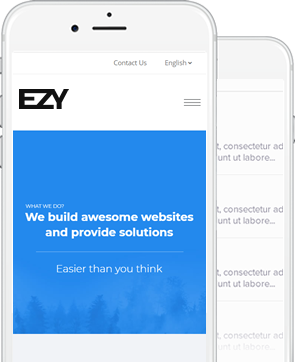 Contact Us English
EZY
WHAT WE DO?
We build awesome websites
and provide solutions
Easier than you think
t, consectetur ad
unt ut labore...
t, consectetur ad
unt ut labore...
t, consectetur ad
unt ut labore...
t, consectetur ad
unt ut labore...